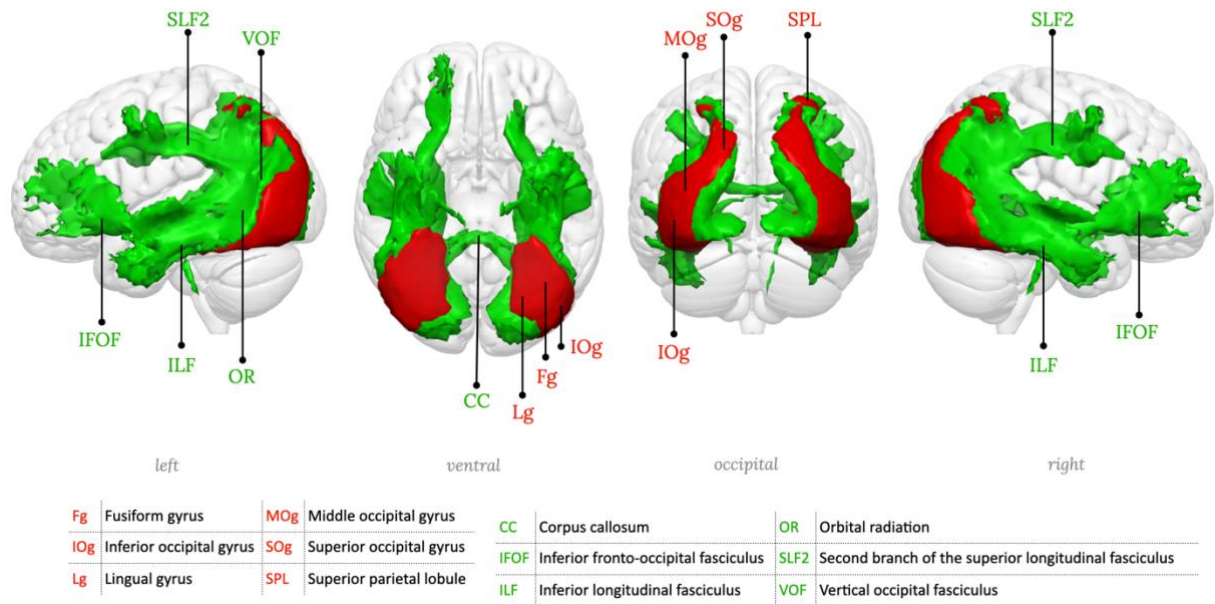 SLF2
VOF
IFOF
ILF
OR
CC
Lg
Fg
IOg
MOg
SOg
SPL
IOg
SLF2
ILF
IFOF
left
ventral
occipital
right
Fg Fusiform gyrus MOg Middle occipital gyrus
IOg Inferior occipital gyrus SOg Superior occipital gyrus
Lg Lingual gyrus SPL Superior parietal lobule
CC Corpus callosum OR Orbital radiation
IFOF Inferior fronto-occipital fasciculus SLF2 Second branch of the superior longitudinal fasciculus
ILF Inferior longitudinal fasciculus VOF Vertical occipital fasciculus